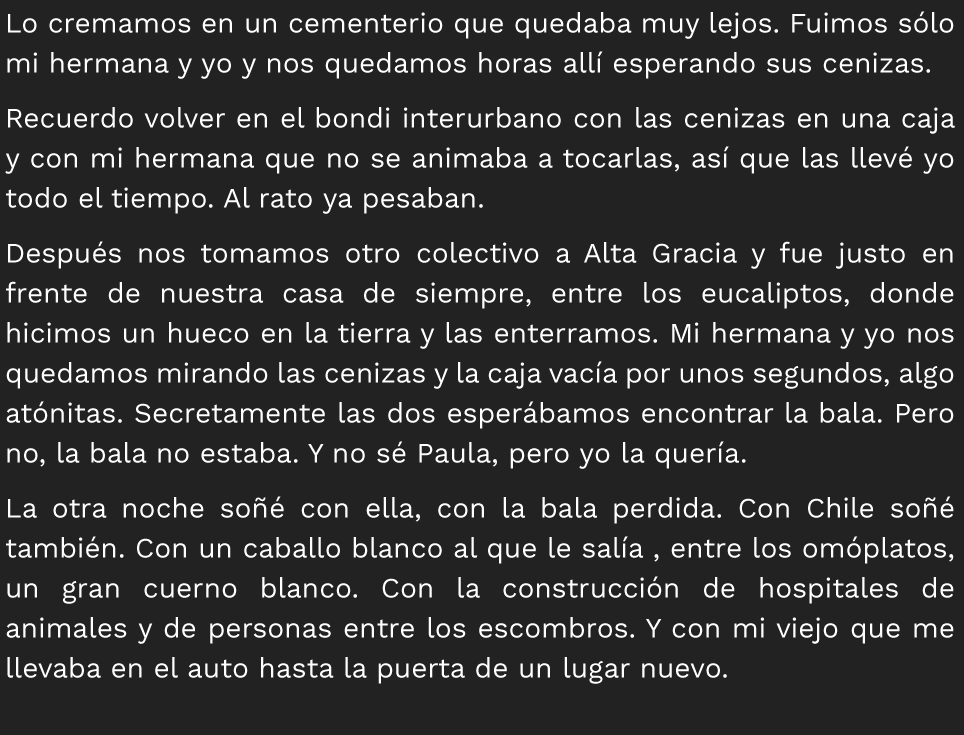 Lo cremamos en un cementerio que quedaba muy lejos. Fuimos sólo
mi hermana y yo y nos quedamos horas allí esperando sus cenizas.
Recuerdo volver en el bondi interurbano con las cenizas en una caja
y con mi hermana que no se animaba a tocarlas, así que las llevé yo
todo el tiempo. Al rato ya pesaban.
Después nos tomamos otro colectivo a Alta Gracia y fue justo en
frente de nuestra casa de siempre, entre los eucaliptos, donde
hicimos un hueco en la tierra y las enterramos. Mi hermana y yo nos
quedamos mirando las cenizas y la caja vacía por unos segundos, algo
atónitas. Secretamente las dos esperábamos encontrar la bala. Pero
no, la bala no estaba. Y no sé Paula, pero yo la quería.
La otra noche soñé con ella, con la bala perdida. Con Chile soñé
también. Con un caballo blanco al que le salía , entre los omóplatos,
un gran cuerno blanco. Con la construcción de hospitales de
animales y de personas entre los escombros. Y con mi viejo que me
llevaba en el auto hasta la puerta de un lugar nuevo.